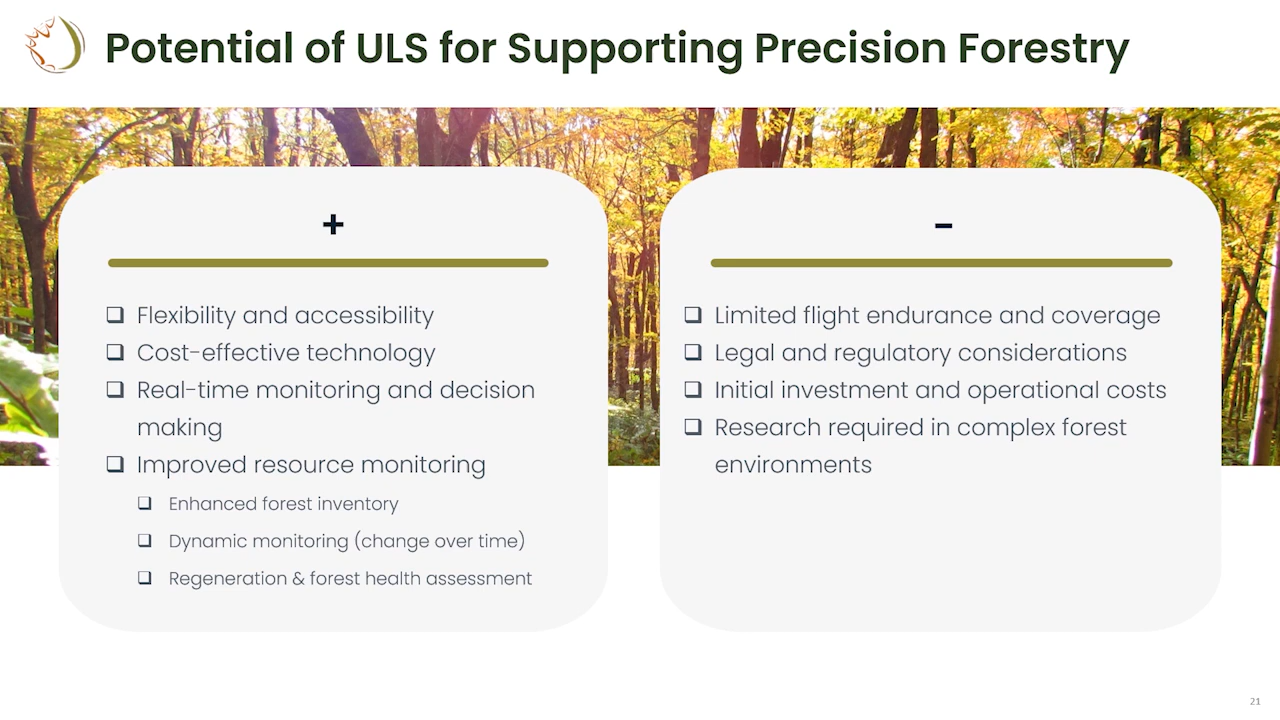 Potential of ULS for Supporting Precision Forestry
+
❑ Flexibility and accessibility
❑ Cost-effective technology
❑ Real-time monitoring and decision
making
❑ Improved resource monitoring
❑ Enhanced forest inventory
❑ Dynamic monitoring (change over time)
❑ Regeneration & forest health assessment
–
❑ Limited flight endurance and coverage
❑ Legal and regulatory considerations
❑ Initial investment and operational costs
❑ Research required in complex forest
environments
21